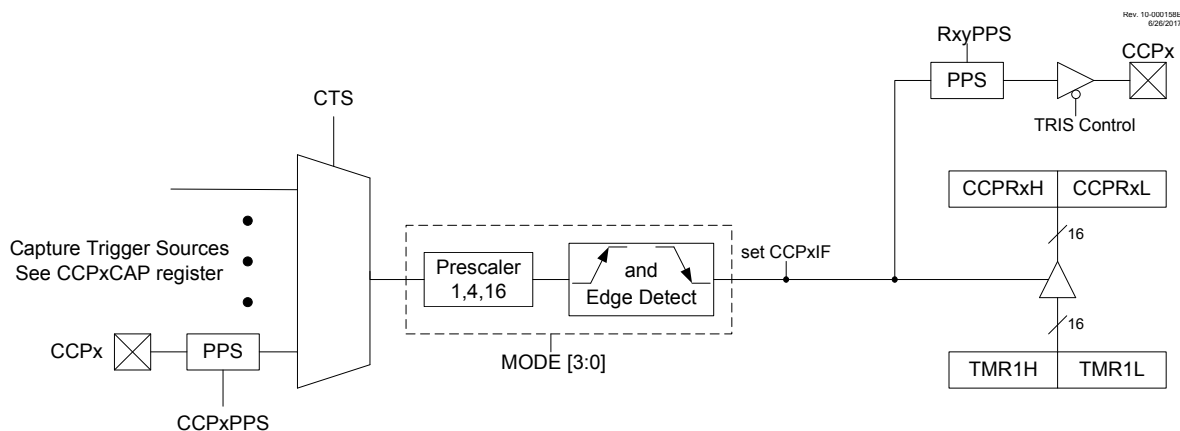 Rev. 10-000158E
6/26/2017
RxyPPS
CCPx
PPS
TRIS Control
CTS
CCPRxH CCPRxL
16
Capture Trigger Sources
See CCPxCAP register
Prescaler
1,4,16
and
Edge Detect
set CCPxIF
16
CCPx
PPS
MODE [3:0]
TMR1H TMR1L
CCPxPPS